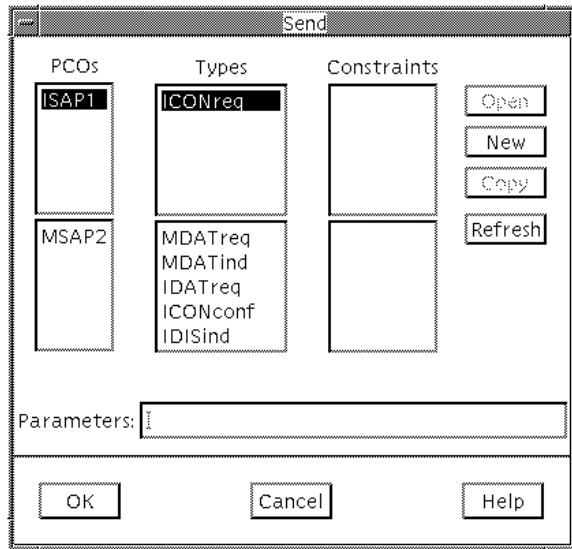 Send
PCOs Types Constraints
ISAP1 ICONreq Open
New
Copy
MSAP2 MDATreq Refresh
MDATind
IDATreq
ICONconf
IDISind
Parameters:
OK Cancel Help